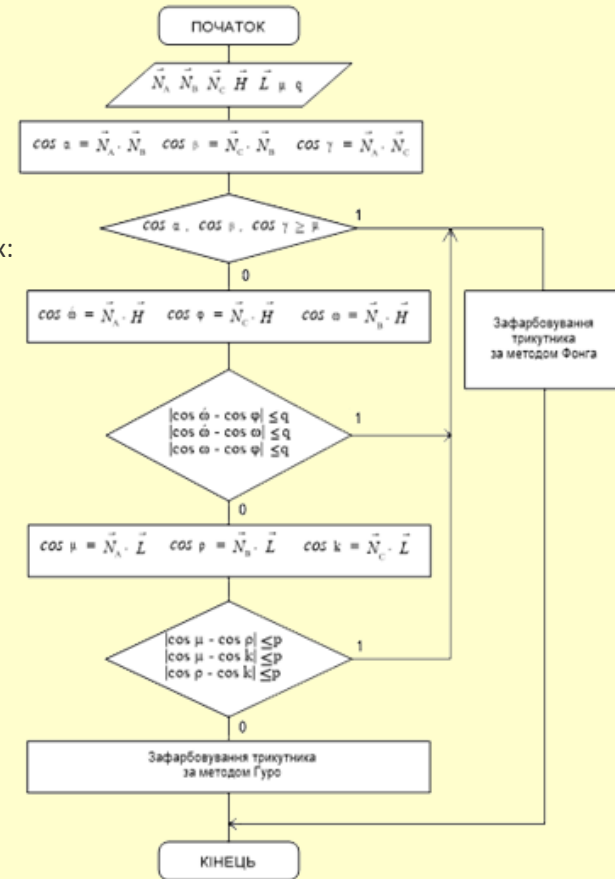 ПОЧАТОК
N⃗A N⃗B N⃗C H⃗ L⃗ μ q
cos α = N⃗A · N⃗B cos β = N⃗C · N⃗B cos γ = N⃗A · N⃗C
х:
cos α , cos β , cos γ ≥ μ
1
0
cos ώ = N⃗A · H⃗ cos φ = N⃗C · H⃗ cos ω = N⃗B · H⃗
Зафарбовування
трикутника
за методом Фонга
|cos ώ - cos φ| ≤ q
|cos ώ - cos ω| ≤ q
|cos ω - cos φ| ≤ q
1
0
cos μ = N⃗A · L⃗ cos ρ = N⃗B · L⃗ cos k = N⃗C · L⃗
|cos μ - cos ρ| ≤ p
|cos μ - cos k| ≤ p
|cos ρ - cos k| ≤ p
1
0
Зафарбовування трикутника
за методом Гуро
КІНЕЦЬ